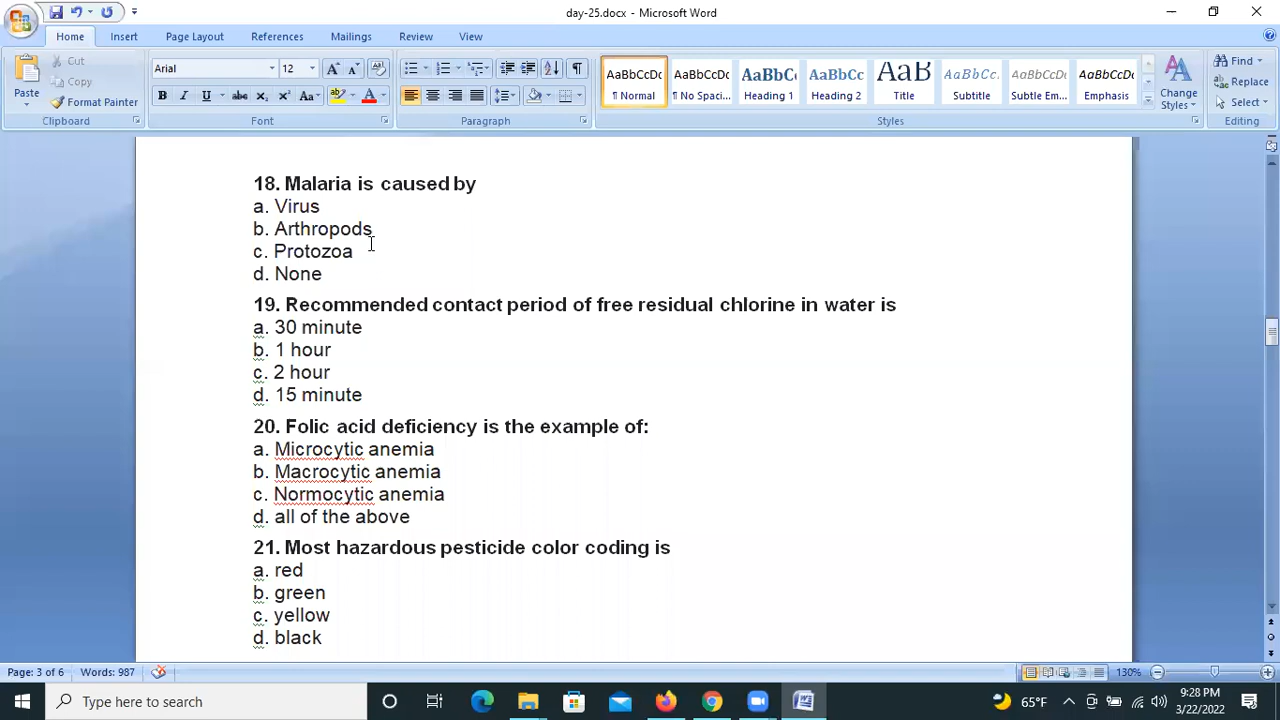 day-25.docx - Microsoft Word
Home Insert Page Layout References Mailings Review View
Paste
Cut
Copy
Format Painter
Clipboard
Arial 12
Font
Paragraph
AaBbCcDc AaBbCcDc AaBbC AaBbCc AaB AaBbCc. AaBbCcDc AaBbCcDc
¶ Normal ¶ No Spaci... Heading 1 Heading 2 Title Subtitle Subtle Em... Emphasis
Change Styles
Styles
Find
Replace
Select
Editing
18. Malaria is caused by
a. Virus
b. Arthropods
c. Protozoa
d. None
19. Recommended contact period of free residual chlorine in water is
a. 30 minute
b. 1 hour
c. 2 hour
d. 15 minute
20. Folic acid deficiency is the example of:
a. Microcytic anemia
b. Macrocytic anemia
c. Normocytic anemia
d. all of the above
21. Most hazardous pesticide color coding is
a. red
b. green
c. yellow
d. black
Page: 3 of 6 Words: 987 130%
Type here to search
65°F
9:28 PM
3/22/2022